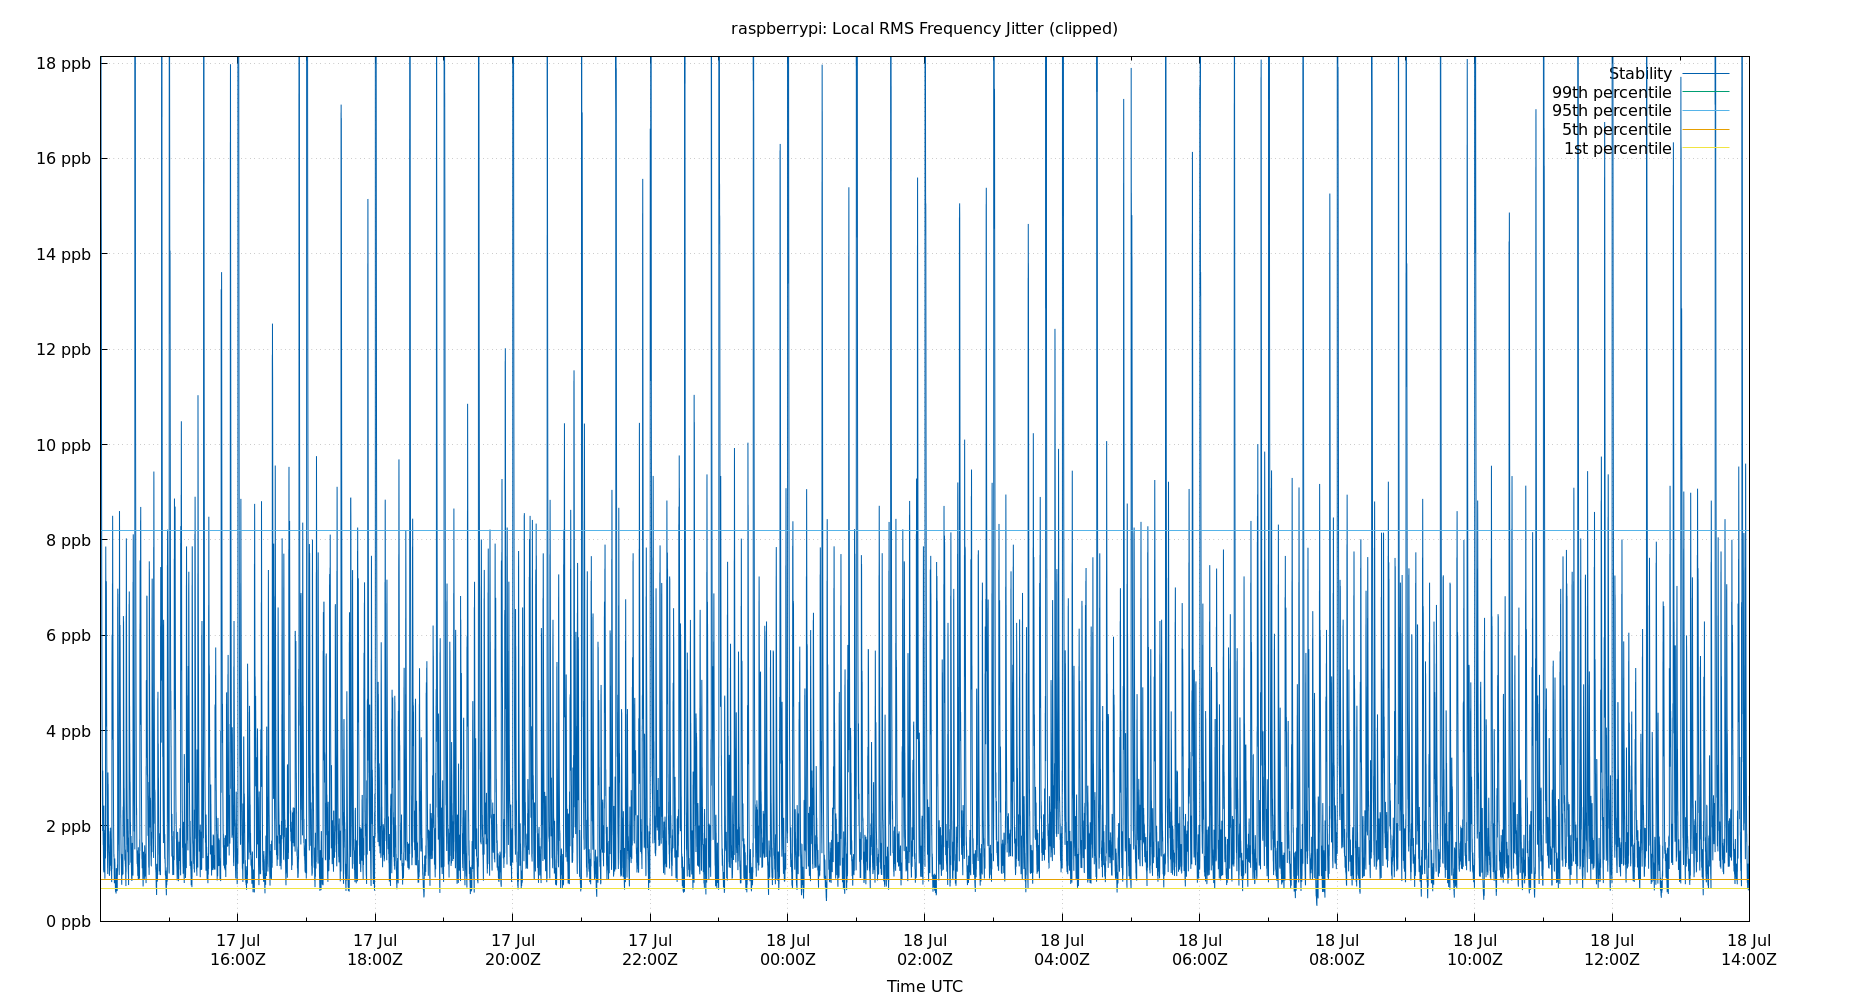 raspberrypi: Local RMS Frequency Jitter (clipped)
18 ppb
16 ppb
14 ppb
12 ppb
10 ppb
8 ppb
6 ppb
4 ppb
2 ppb
0 ppb
Stability
99th percentile
95th percentile
5th percentile
1st percentile
17 Jul
16:00Z
17 Jul
18:00Z
17 Jul
20:00Z
17 Jul
22:00Z
18 Jul
00:00Z
18 Jul
02:00Z
18 Jul
04:00Z
18 Jul
06:00Z
18 Jul
08:00Z
18 Jul
10:00Z
18 Jul
12:00Z
18 Jul
14:00Z
Time UTC